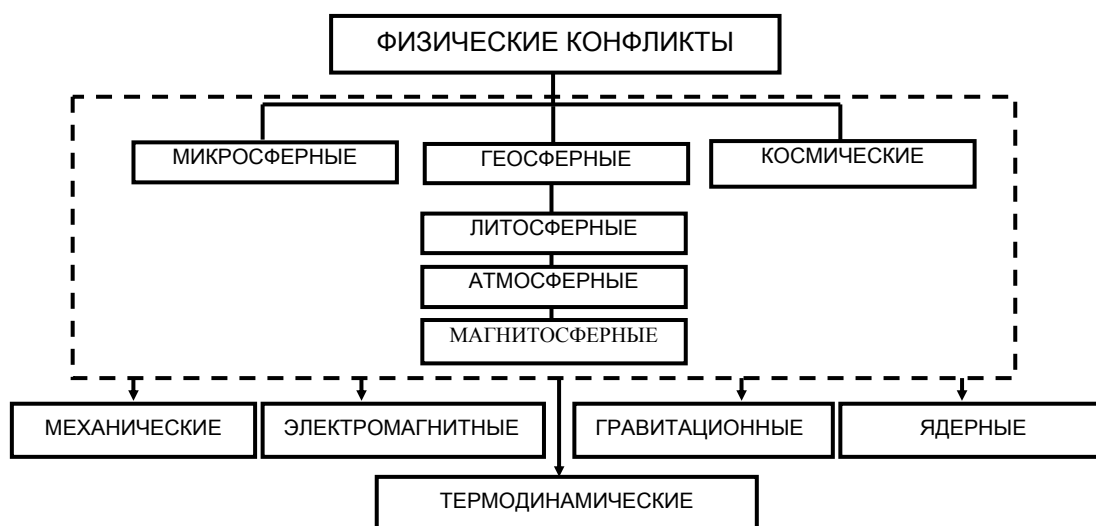 ФИЗИЧЕСКИЕ КОНФЛИКТЫ
МИКРОСФЕРНЫЕ
ГЕОСФЕРНЫЕ
КОСМИЧЕСКИЕ
ЛИТОСФЕРНЫЕ
АТМОСФЕРНЫЕ
МАГНИТОСФЕРНЫЕ
МЕХАНИЧЕСКИЕ
ЭЛЕКТРОМАГНИТНЫЕ
ГРАВИТАЦИОННЫЕ
ЯДЕРНЫЕ
ТЕРМОДИНАМИЧЕСКИЕ